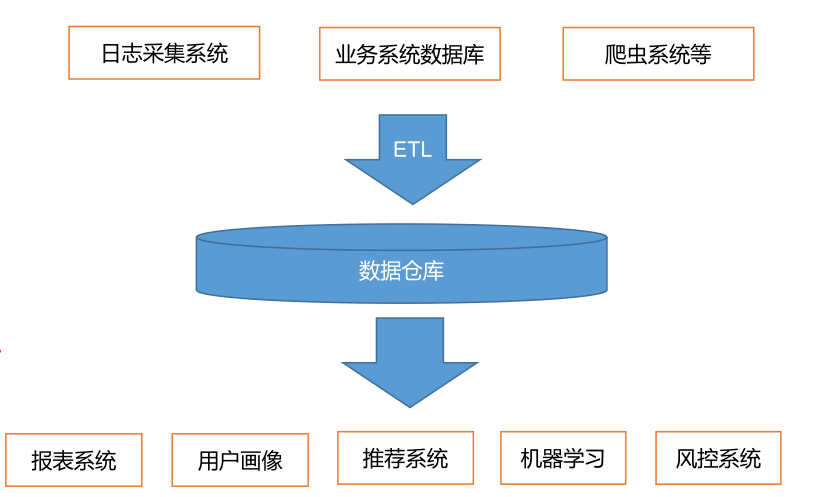 日志采集系统
业务系统数据库
爬虫系统等
ETL
数据仓库
报表系统
用户画像
推荐系统
机器学习
风控系统